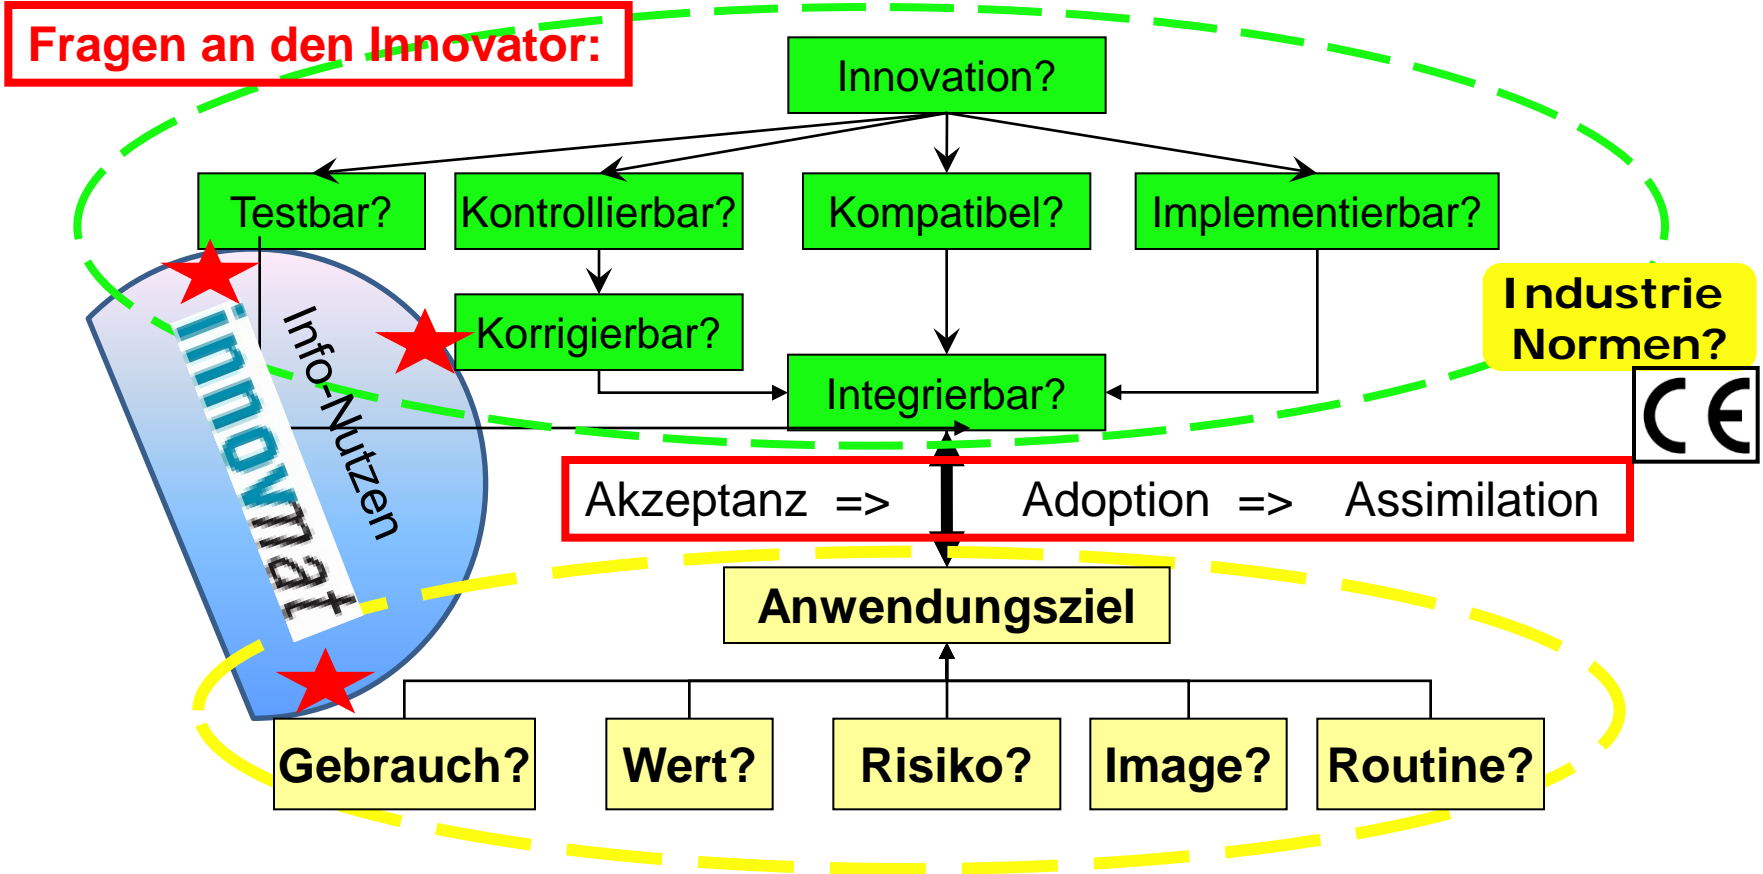 Fragen an den Innovator:
Innovation?
Testbar?
Kontrollierbar?
Kompatibel?
Implementierbar?
Industrie
Normen?
Korrigierbar?
Integrierbar?
CE
innovmat
Info-Nutzen
Akzeptanz => Adoption => Assimilation
Anwendungsziel
Gebrauch?
Wert?
Risiko?
Image?
Routine?